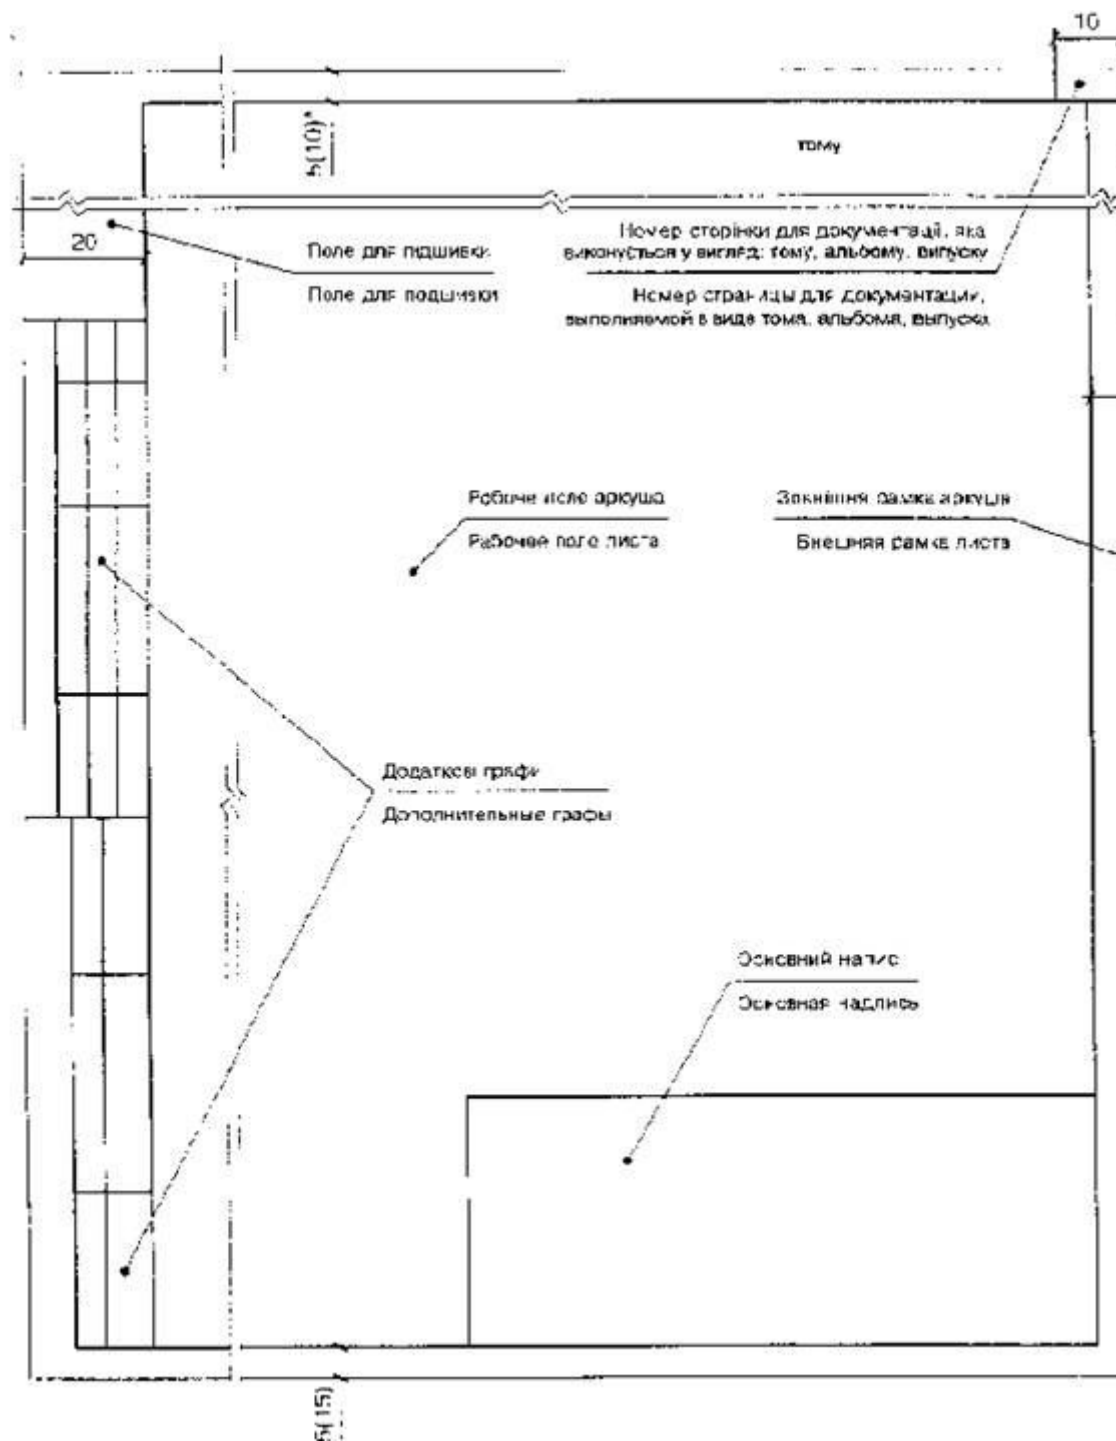 10
5(10)*
тому
20
Поле для підшивки
Поле для подшивки
Номер сторінки для документації, яка
виконується у вигляді тому, альбому, випуску
Номер страницы для документации,
выполняемой в виде тома, альбома, выпуска
Робоче поле аркуша
Рабочее поле листа
Зовнішня рамка аркуша
Внешняя рамка листа
Додаткові графи
Дополнительные графы
Основний напис
Основная надпись
5(15)